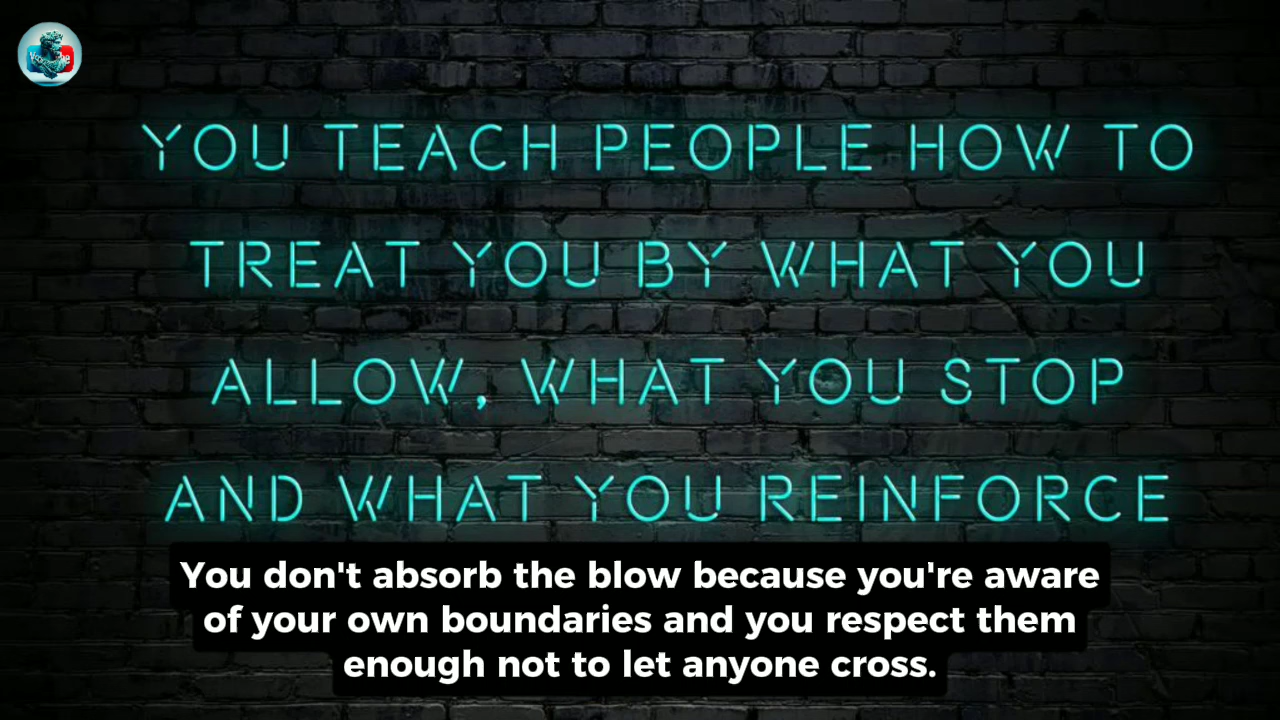 YOU TEACH PEOPLE HOW TO
TREAT YOU BY WHAT YOU
ALLOW, WHAT YOU STOP
AND WHAT YOU REINFORCE
You don't absorb the blow because you're aware
of your own boundaries and you respect them
enough not to let anyone cross.